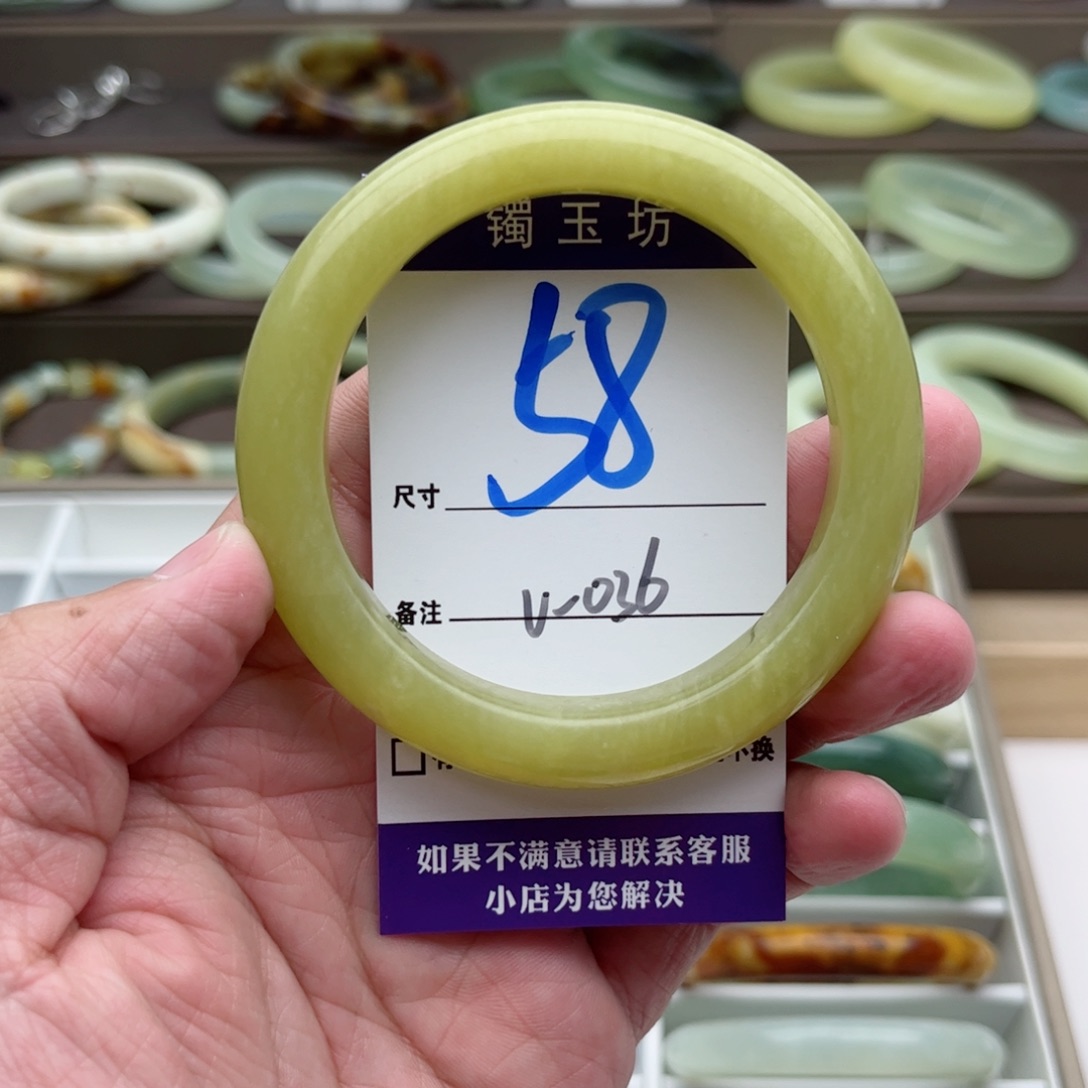 镯玉坊
58
尺寸
备注 V-036
不换
如果不满意请联系客服
小店为您解决